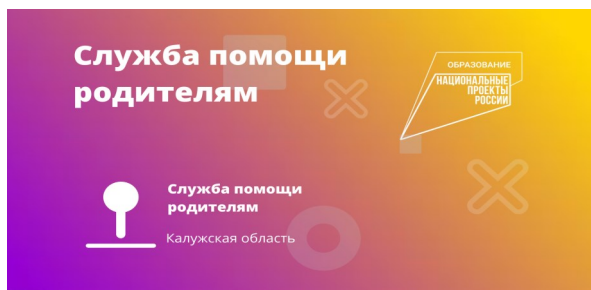 Служба помощи
родителям
ОБРАЗОВАНИЕ
НАЦИОНАЛЬНЫЕ
ПРОЕКТЫ
РОССИИ
Служба помощи
родителям
Калужская область